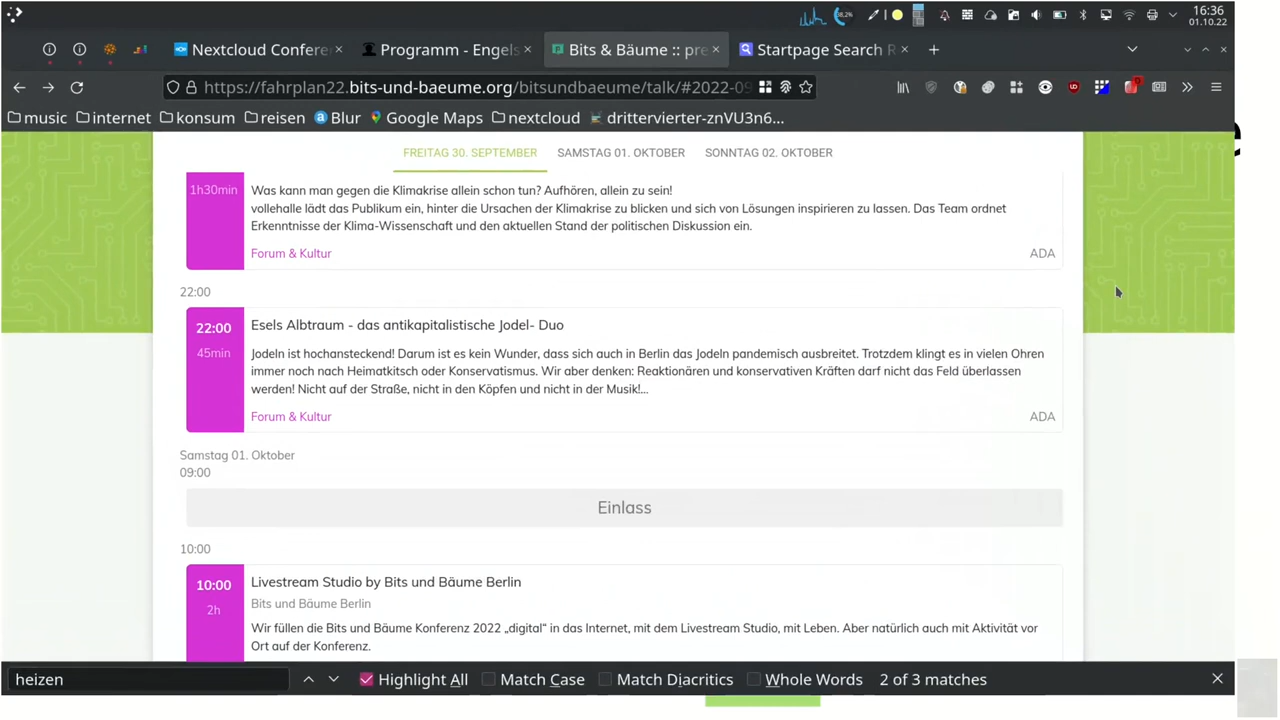 16:36
01.10.22
38,2%
Nextcloud Confere
Programm - Engels
Bits & Bäume :: pre
Startpage Search R
https://fahrplan22.bits-und-baeume.org/bitsundbaeume/talk/#2022-09
music
internet
konsum
reisen
Blur
Google Maps
nextcloud
drittervierter-znVU3n6...
FREITAG 30. SEPTEMBER
SAMSTAG 01. OKTOBER
SONNTAG 02. OKTOBER
1h30min
Was kann man gegen die Klimakrise allein schon tun? Aufhören, allein zu sein!
vollehalle lädt das Publikum ein, hinter die Ursachen der Klimakrise zu blicken und sich von Lösungen inspirieren zu lassen. Das Team ordnet
Erkenntnisse der Klima-Wissenschaft und den aktuellen Stand der politischen Diskussion ein.
Forum & Kultur
ADA
22:00
22:00
45min
Esels Albtraum - das antikapitalistische Jodel- Duo
Jodeln ist hochansteckend! Darum ist es kein Wunder, dass sich auch in Berlin das Jodeln pandemisch ausbreitet. Trotzdem klingt es in vielen Ohren
immer noch nach Heimatkitsch oder Konservatismus. Wir aber denken: Reaktionären und konservativen Kräften darf nicht das Feld überlassen
werden! Nicht auf der Straße, nicht in den Köpfen und nicht in der Musik!...
Forum & Kultur
ADA
Samstag 01. Oktober
09:00
Einlass
10:00
10:00
2h
Livestream Studio by Bits und Bäume Berlin
Bits und Bäume Berlin
Wir füllen die Bits und Bäume Konferenz 2022 „digital“ in das Internet, mit dem Livestream Studio, mit Leben. Aber natürlich auch mit Aktivität vor
Ort auf der Konferenz.
heizen
Highlight All
Match Case
Match Diacritics
Whole Words
2 of 3 matches